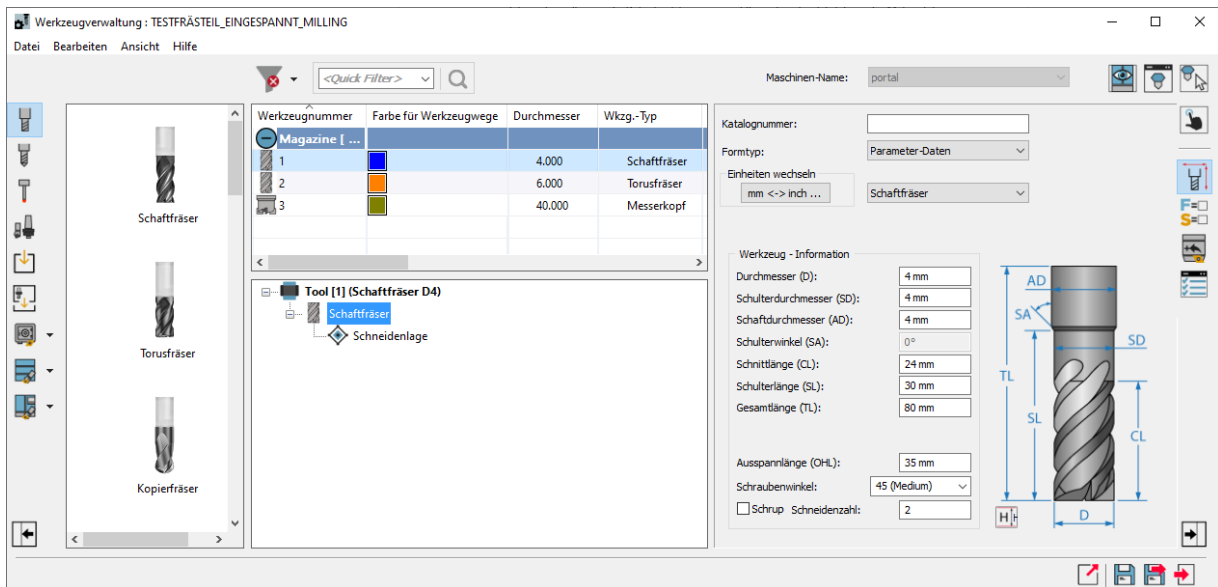 Werkzeugverwaltung : TESTFRÄSTEIL_EINGESPANNT_MILLING
Datei Bearbeiten Ansicht Hilfe
<Quick Filter>
Maschinen-Name: portal
Schaftfräser
Torusfräser
Kopierfräser
Werkzeugnummer Farbe für Werkzeugwege Durchmesser Wkzg.-Typ
Magazine [ ...
1 4.000 Schaftfräser
2 6.000 Torusfräser
3 40.000 Messerkopf
Tool [1] (Schaftfräser D4)
Schaftfräser
Schneidenlage
Katalognummer:
Formtyp: Parameter-Daten
Einheiten wechseln
mm <-> inch ... Schaftfräser
Werkzeug - Information
Durchmesser (D): 4 mm
Schulterdurchmesser (SD): 4 mm
Schaftdurchmesser (AD): 4 mm
Schulterwinkel (SA): 0°
Schnittlänge (CL): 24 mm
Schulterlänge (SL): 30 mm
Gesamtlänge (TL): 80 mm
Ausspannlänge (OHL): 35 mm
Schraubenwinkel: 45 (Medium)
Schrup Schneidenzahl: 2
AD
SA
SD
TL
SL
CL
H
D
F=
S=